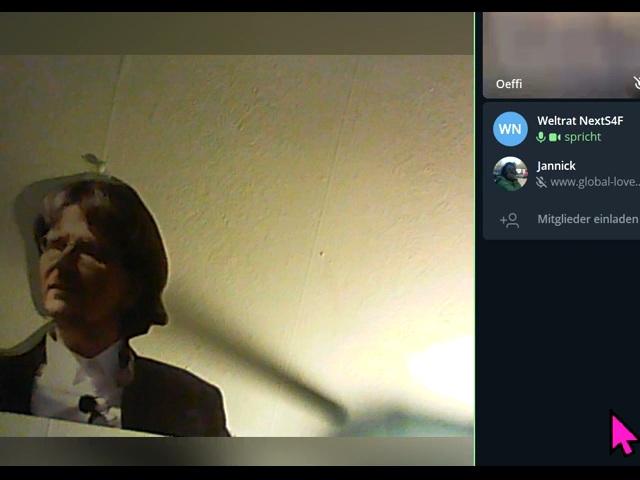 Oeffi
WN
Weltrat NextS4F
spricht
Jannick
www.global-love...
Mitglieder einladen